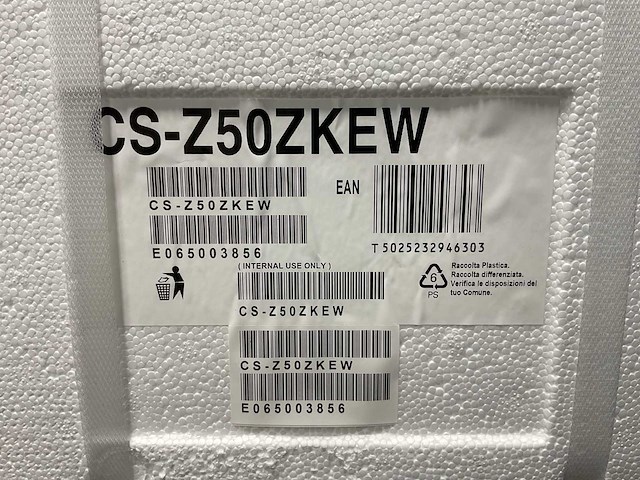 CS-Z50ZKEW
EAN
CS-Z50ZKEW
E065003856
T 5025232946303
( INTERNAL USE ONLY )
CS-Z50ZKEW
6
PS
Raccolta Plastica.
Raccolta differenziata.
Verifica le disposizioni del
tuo Comune.
CS-Z50ZKEW
E065003856